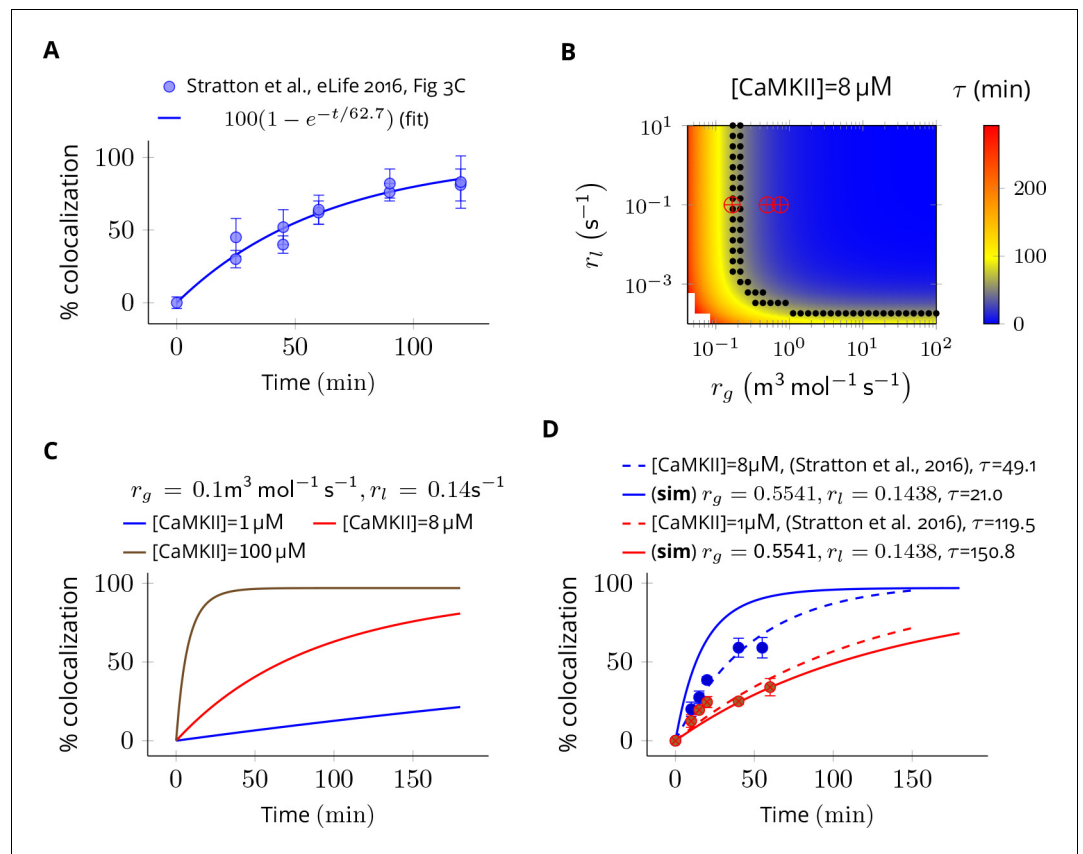 A
Stratton et al., eLife 2016, Fig 3C
100(1 − e^{−t/62.7}) (fit)
100
50
0
% colocalization
0 50 100
Time (min)
B
[CaMKII]=8 µM
τ (min)
10^1
10^{−1}
10^{−3}
r_l (s^{−1})
10^{−1} 10^0 10^1 10^2
r_g (m^3 mol^{−1} s^{−1})
200
100
0
C
r_g = 0.1m^3 mol^{−1} s^{−1}, r_l = 0.14s^{−1}
[CaMKII]=1 µM [CaMKII]=8 µM
[CaMKII]=100 µM
100
50
0
% colocalization
0 50 100 150
Time (min)
D
[CaMKII]=8µM, (Stratton et al., 2016), τ=49.1
(sim) r_g = 0.5541, r_l = 0.1438, τ=21.0
[CaMKII]=1µM, (Stratton et al. 2016), τ=119.5
(sim) r_g = 0.5541, r_l = 0.1438, τ=150.8
100
50
0
% colocalization
0 50 100 150
Time (min)